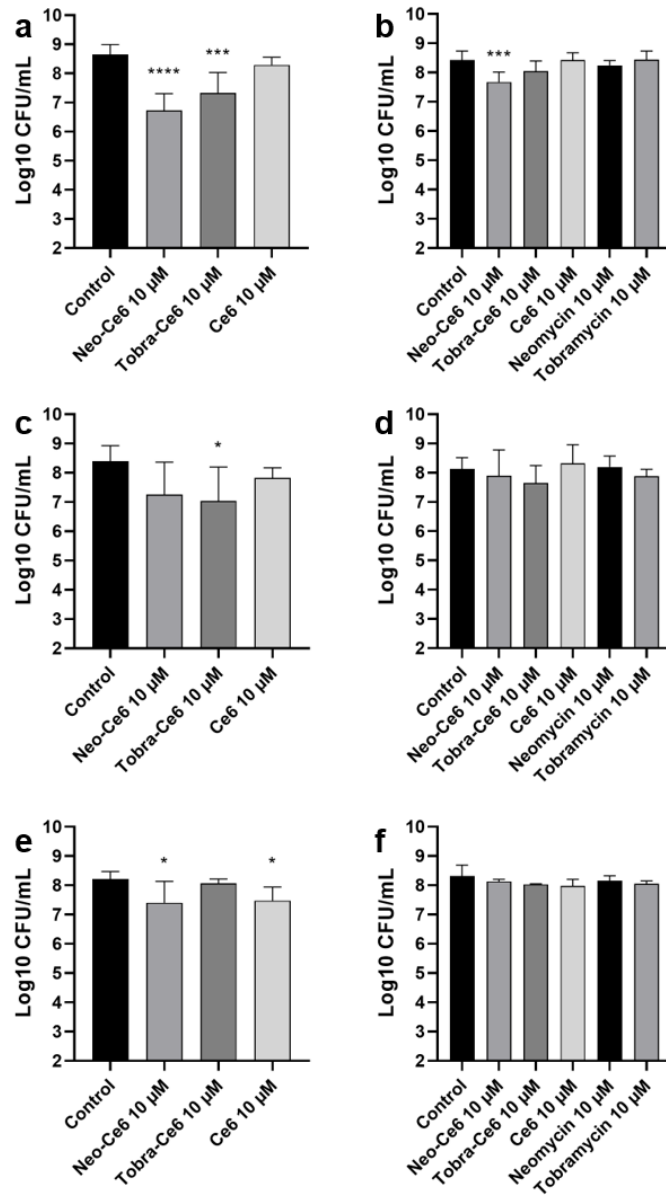 a
Log10 CFU/mL
10
9
8
7
6
5
4
3
2
****
***
Control
Neo-Ce6 10 µM
Tobra-Ce6 10 µM
Ce6 10 µM
b
Log10 CFU/mL
10
9
8
7
6
5
4
3
2
***
Control
Neo-Ce6 10 µM
Tobra-Ce6 10 µM
Ce6 10 µM
Neomycin 10 µM
Tobramycin 10 µM
c
Log10 CFU/mL
10
9
8
7
6
5
4
3
2
*
Control
Neo-Ce6 10 µM
Tobra-Ce6 10 µM
Ce6 10 µM
d
Log10 CFU/mL
10
9
8
7
6
5
4
3
2
Control
Neo-Ce6 10 µM
Tobra-Ce6 10 µM
Ce6 10 µM
Neomycin 10 µM
Tobramycin 10 µM
e
Log10 CFU/mL
10
9
8
7
6
5
4
3
2
*
*
Control
Neo-Ce6 10 µM
Tobra-Ce6 10 µM
Ce6 10 µM
f
Log10 CFU/mL
10
9
8
7
6
5
4
3
2
Control
Neo-Ce6 10 µM
Tobra-Ce6 10 µM
Ce6 10 µM
Neomycin 10 µM
Tobramycin 10 µM